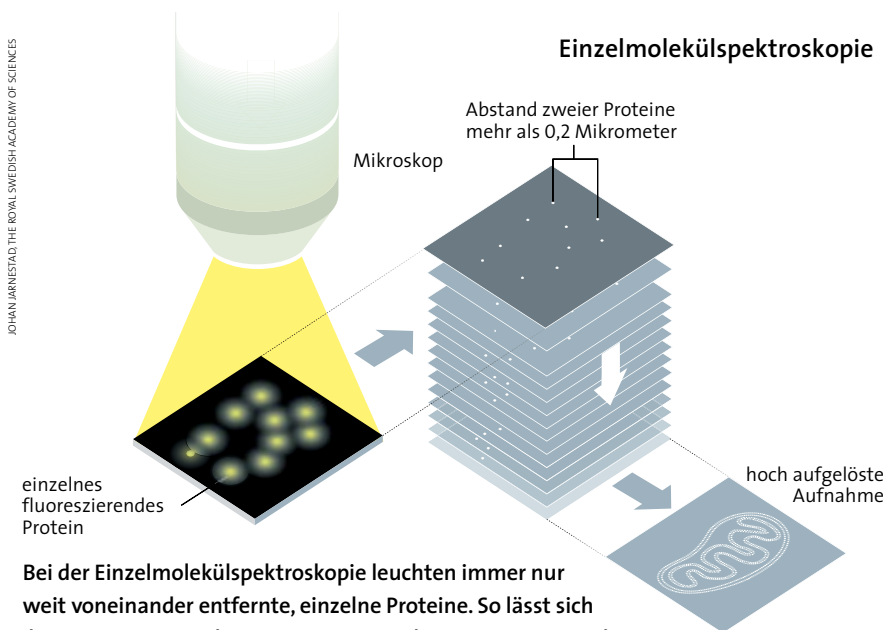 JOHAN JARNESTAD, THE ROYAL SWEDISH ACADEMY OF SCIENCES
Einzelmolekülspektroskopie
Abstand zweier Proteine
mehr als 0,2 Mikrometer
Mikroskop
einzelnes
fluoreszierendes
Protein
hoch aufgelöste
Aufnahme
Bei der Einzelmolekülspektroskopie leuchten immer nur
weit voneinander entfernte, einzelne Proteine. So lässt sich